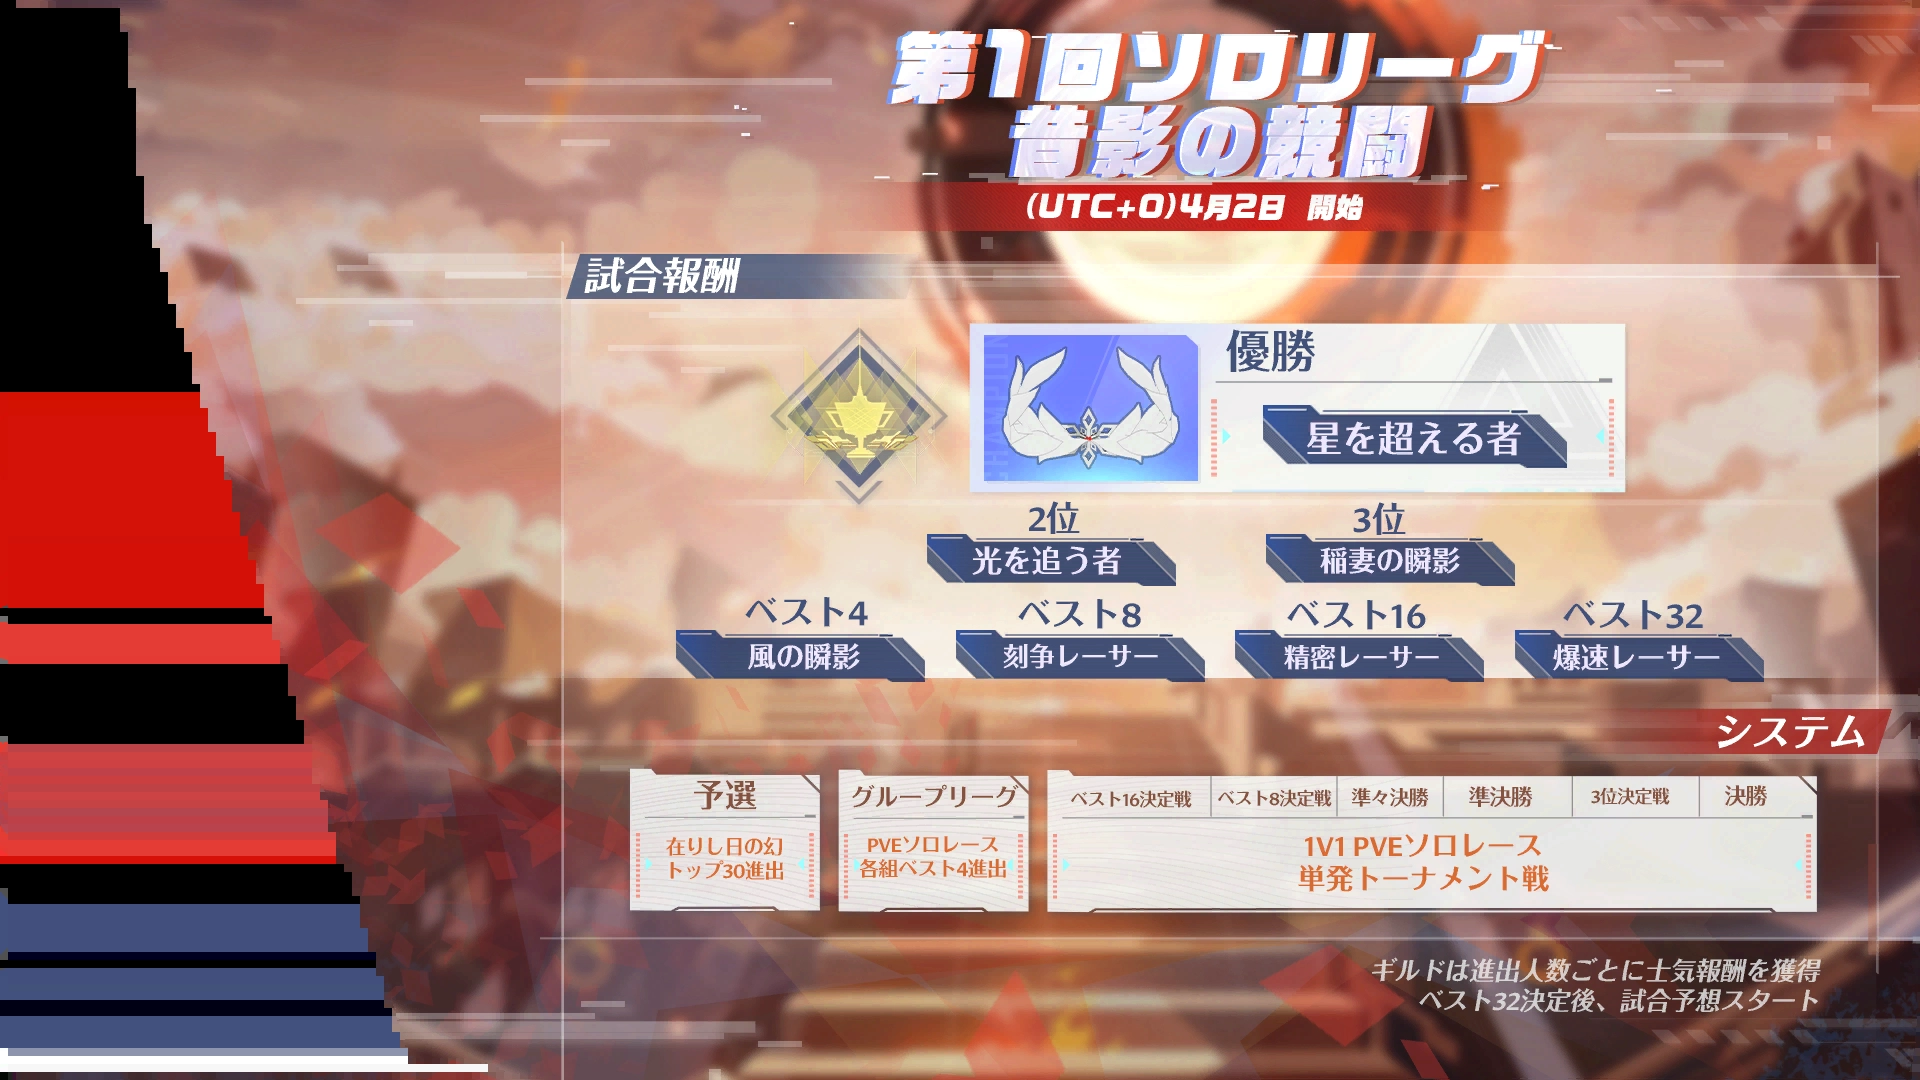 第1回ソロリーグ
昔影の競闘
(UTC+0)4月2日 開始
試合報酬
CHAMPION
優勝
星を超える者
2位
光を追う者
3位
稲妻の瞬影
ベスト4
風の瞬影
ベスト8
刻争レーサー
ベスト16
精密レーサー
ベスト32
爆速レーサー
システム
予選
在りし日の幻
トップ30進出
グループリーグ
PVEソロレース
各組ベスト4進出
ベスト16決定戦
ベスト8決定戦
準々決勝
準決勝
3位決定戦
決勝
1V1 PVEソロレース
単発トーナメント戦
ギルドは進出人数ごとに士気報酬を獲得
ベスト32決定後、試合予想スタート